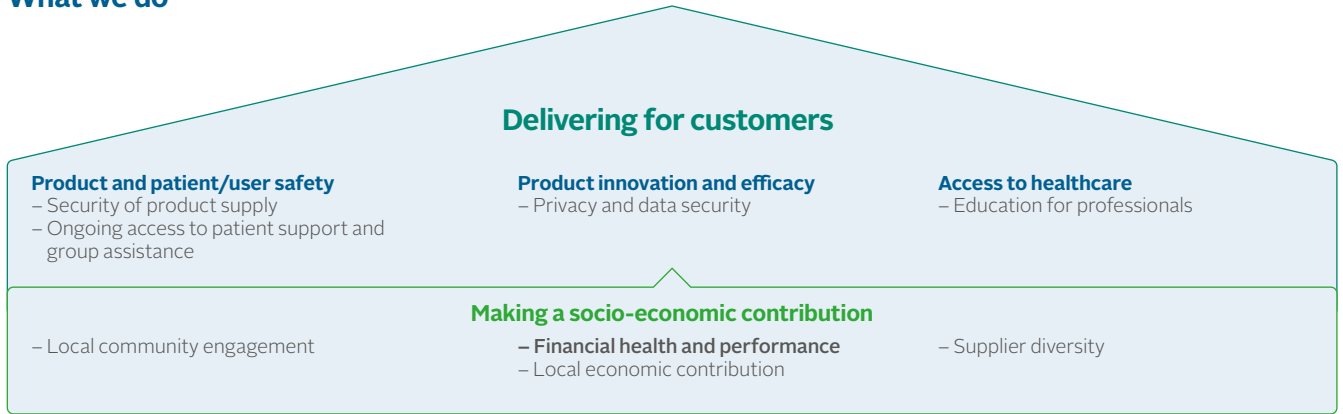 What we do
Delivering for customers
Product and patient/user safety
– Security of product supply
– Ongoing access to patient support and
group assistance
Product innovation and efficacy
– Privacy and data security
Access to healthcare
– Education for professionals
Making a socio-economic contribution
– Local community engagement
– Financial health and performance
– Local economic contribution
– Supplier diversity